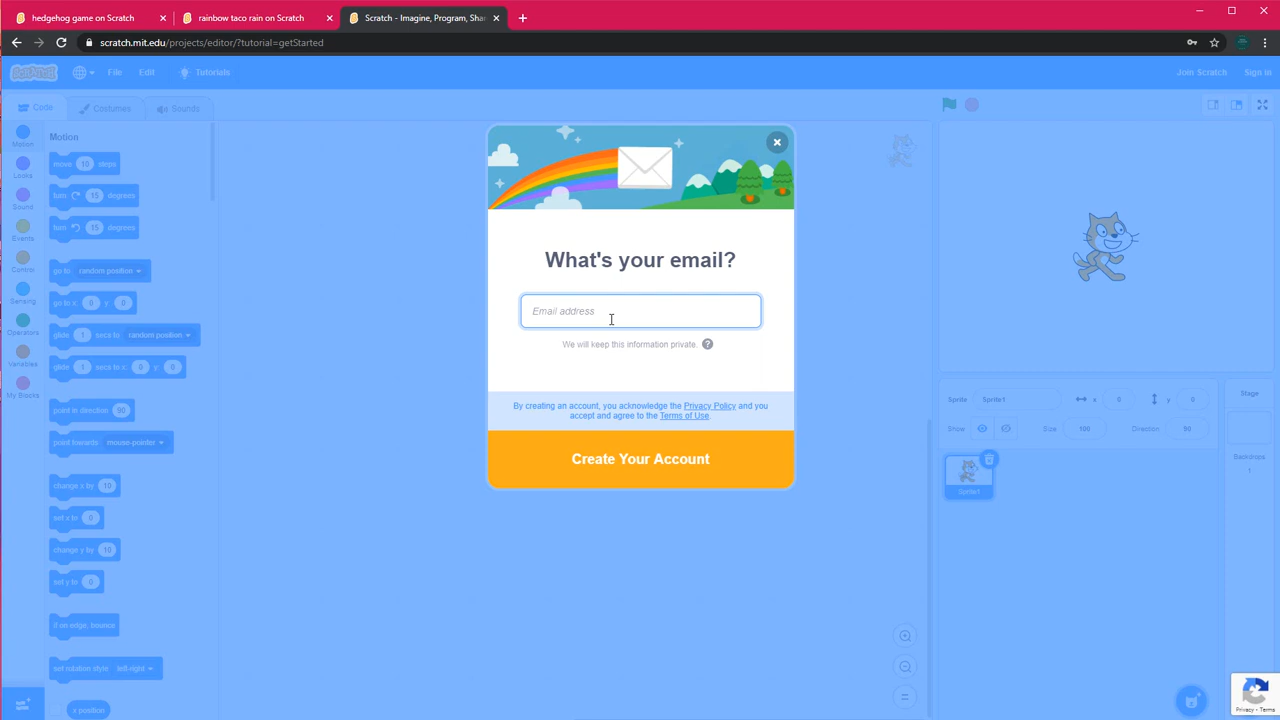 hedgehog game on Scratch
rainbow taco rain on Scratch
Scratch - Imagine, Program, Sha
scratch.mit.edu/projects/editor/?tutorial=getStarted
SCRATCH
File
Edit
Tutorials
Join Scratch
Sign in
Code
Costumes
Sounds
Motion
Looks
Sound
Events
Control
Sensing
Operators
Variables
My Blocks
Motion
move 10 steps
turn 15 degrees
turn 15 degrees
go to random position
go to x: 0 y: 0
glide 1 secs to random position
glide 1 secs to x: 0 y: 0
point in direction 90
point towards mouse-pointer
change x by 10
set x to 0
change y by 10
set y to 0
if on edge, bounce
set rotation style left-right
x position
What's your email?
Email address
We will keep this information private. ?
By creating an account, you acknowledge the Privacy Policy and you
accept and agree to the Terms of Use.
Create Your Account
Sprite Sprite1 x 0 y 0
Show Size 100 Direction 90
Sprite1
Stage
Backdrops
1
Privacy - Terms